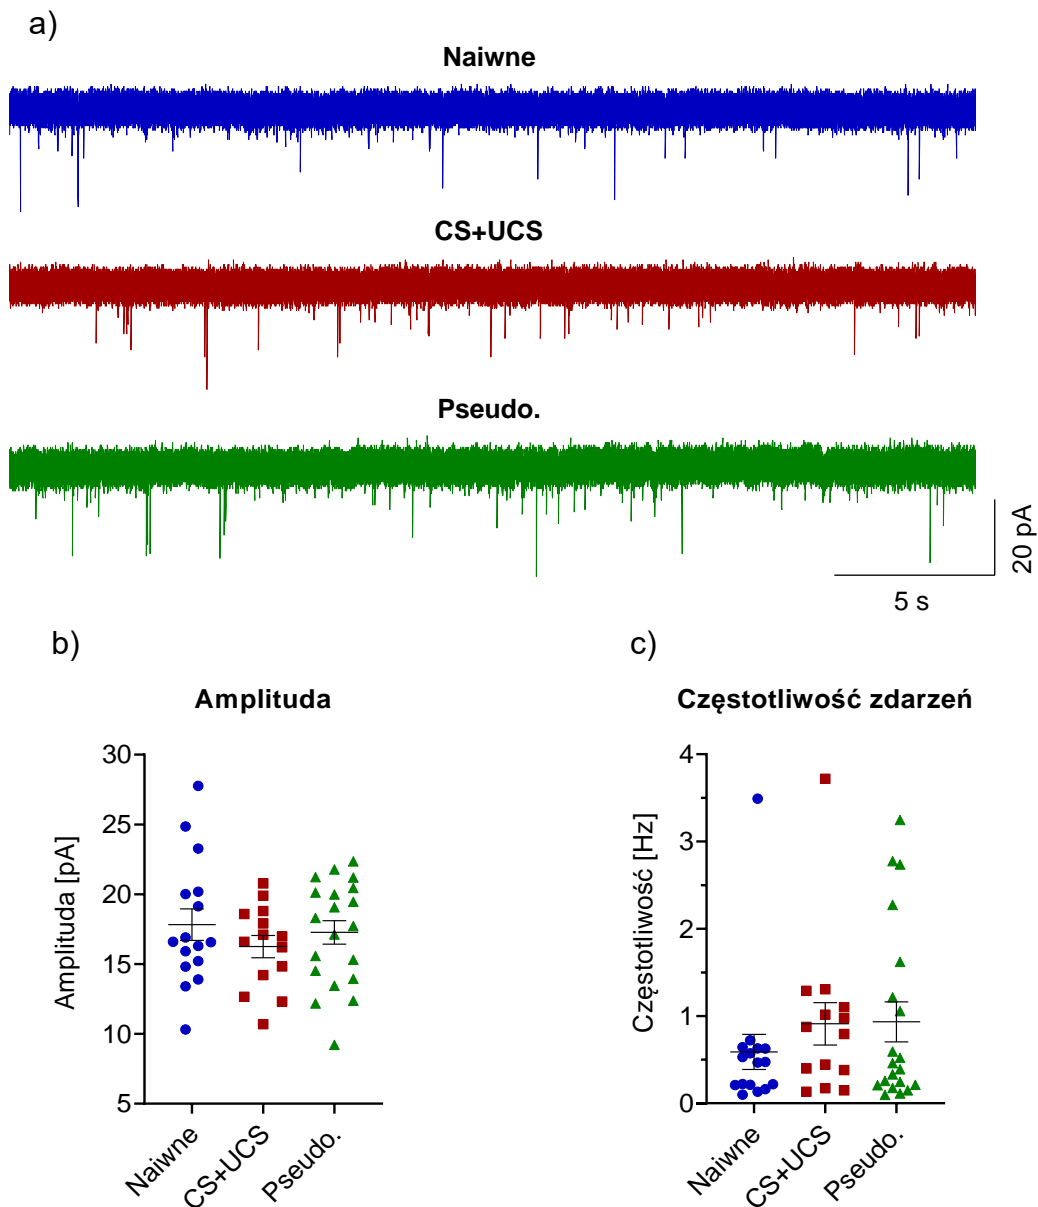 a)
Naiwne
CS+UCS
Pseudo.
20 pA
5 s
b)
Amplituda
30
25
20
15
10
5
Amplituda [pA]
Naiwne
CS+UCS
Pseudo.
c)
Częstotliwość zdarzeń
4
3
2
1
0
Częstotliwość [Hz]
Naiwne
CS+UCS
Pseudo.